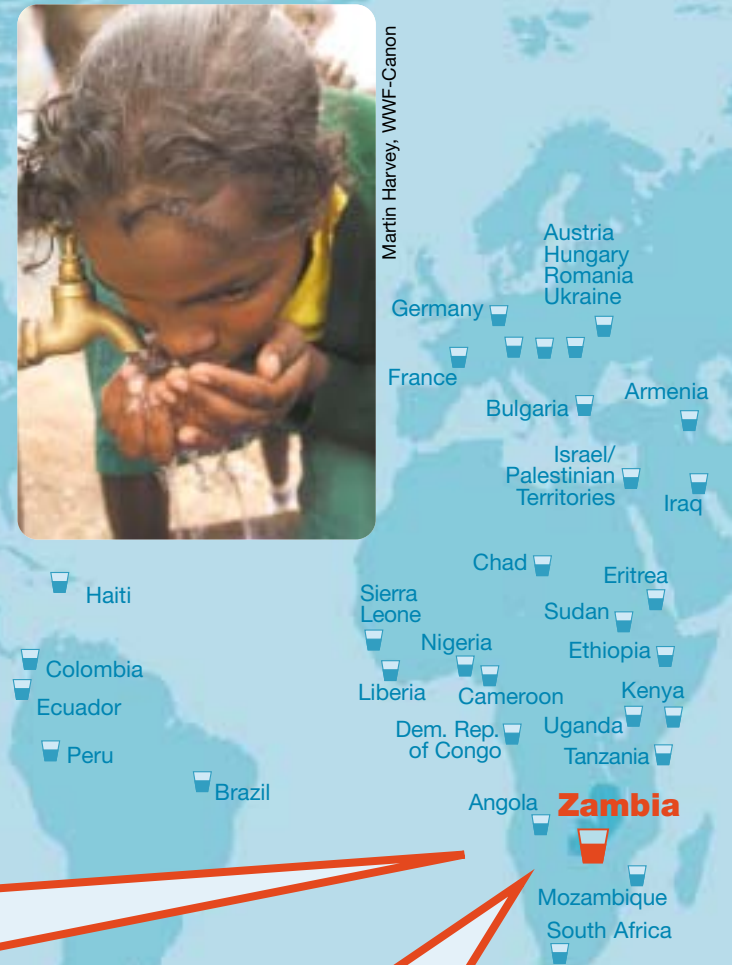 Martin Harvey, WWF-Canon
Austria
Hungary
Romania
Ukraine
Germany
France
Bulgaria
Armenia
Israel/
Palestinian
Territories
Iraq
Chad
Eritrea
Haiti
Sierra
Leone
Sudan
Nigeria
Ethiopia
Colombia
Liberia
Cameroon
Kenya
Ecuador
Dem. Rep.
of Congo
Uganda
Peru
Tanzania
Brazil
Angola
Zambia
Mozambique
South Africa